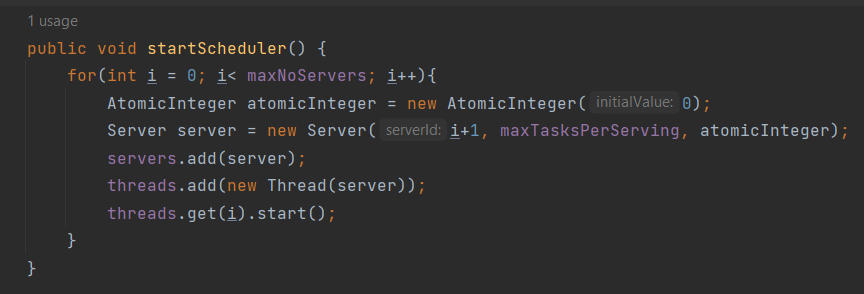 1 usage
public void startScheduler() {
for(int i = 0; i< maxNoServers; i++){
AtomicInteger atomicInteger = new AtomicInteger( initialValue: 0);
Server server = new Server( serverId: i+1, maxTasksPerServing, atomicInteger);
servers.add(server);
threads.add(new Thread(server));
threads.get(i).start();
}
}